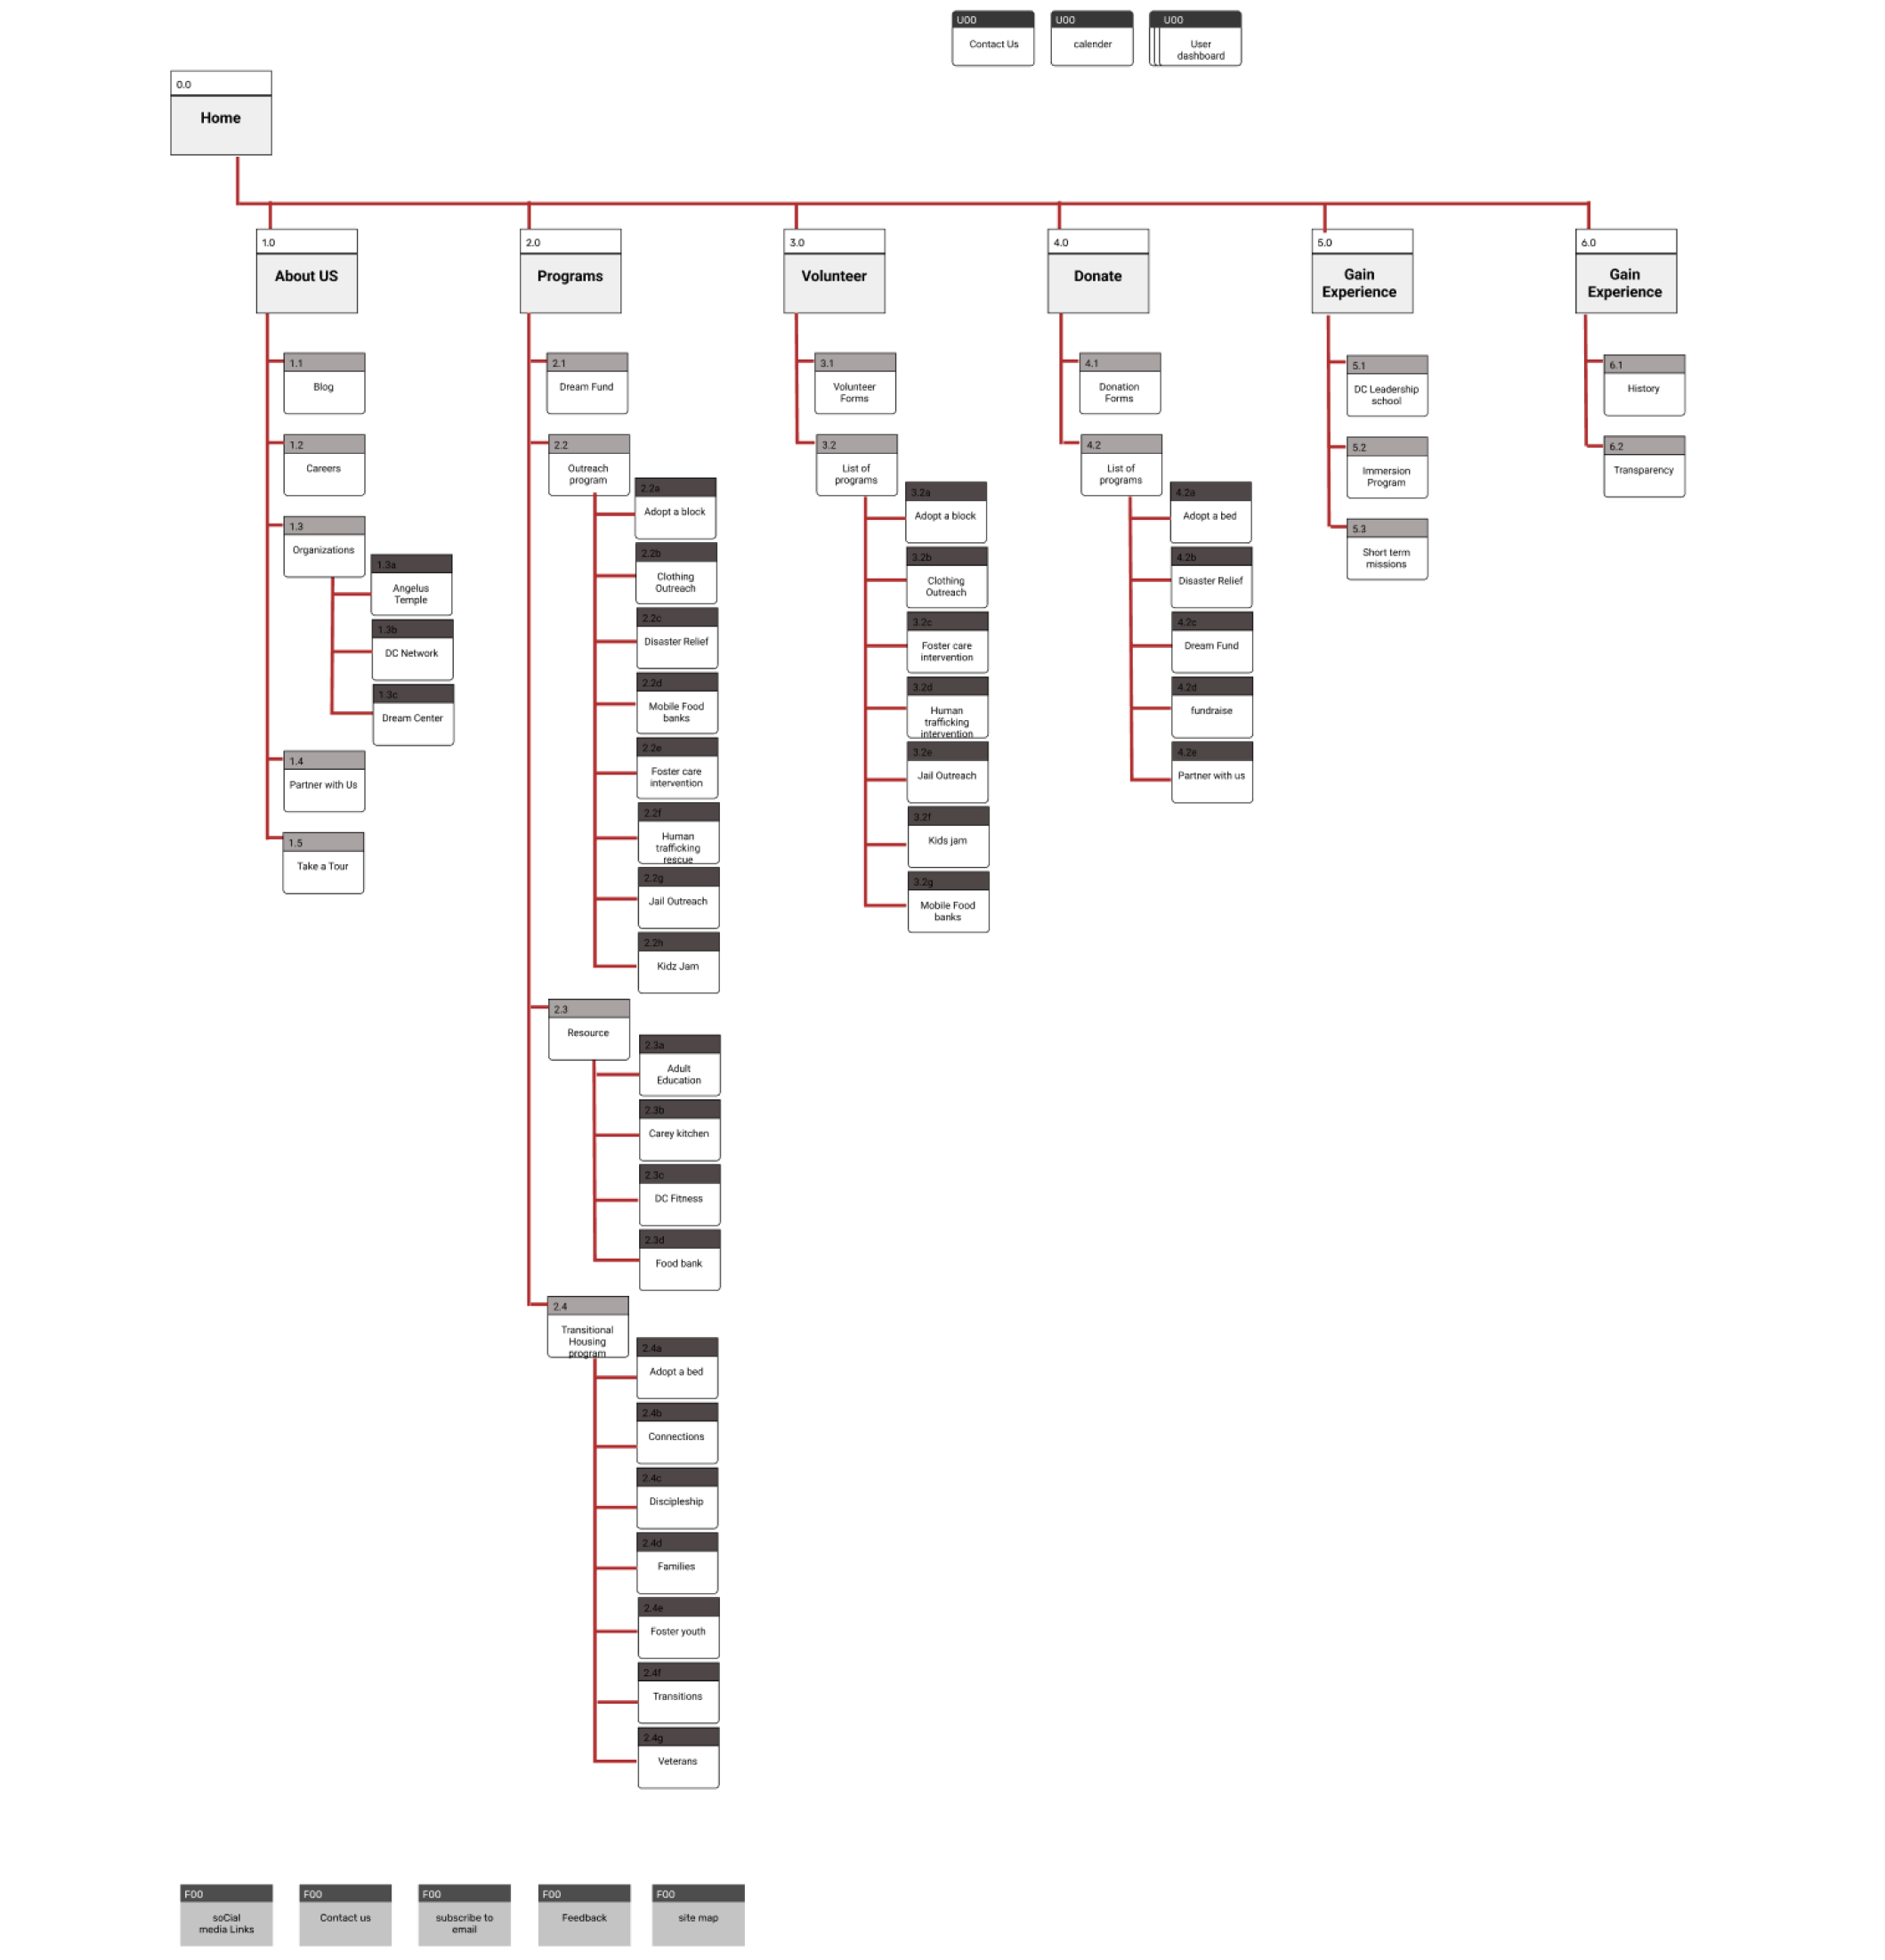 U00
Contact Us
U00
calender
U00
User
dashboard
0.0
Home
1.0
About US
1.1
Blog
1.2
Careers
1.3
Organizations
1.3a
Angelus
Temple
1.3b
DC Network
1.3c
Dream Center
1.4
Partner with Us
1.5
Take a Tour
2.0
Programs
2.1
Dream Fund
2.2
Outreach
program
2.2a
Adopt a block
2.2b
Clothing
Outreach
2.2c
Disaster Relief
2.2d
Mobile Food
banks
2.2e
Foster care
intervention
2.2f
Human
trafficking
rescue
2.2g
Jail Outreach
2.2h
Kidz Jam
2.3
Resource
2.3a
Adult
Education
2.3b
Carey kitchen
2.3c
DC Fitness
2.3d
Food bank
2.4
Transitional
Housing
program
2.4a
Adopt a bed
2.4b
Connections
2.4c
Discipleship
2.4d
Families
2.4e
Foster youth
2.4f
Transitions
2.4g
Veterans
3.0
Volunteer
3.1
Volunteer
Forms
3.2
List of
programs
3.2a
Adopt a block
3.2b
Clothing
Outreach
3.2c
Foster care
intervention
3.2d
Human
trafficking
intervention
3.2e
Jail Outreach
3.2f
Kids jam
3.2g
Mobile Food
banks
4.0
Donate
4.1
Donation
Forms
4.2
List of
programs
4.2a
Adopt a bed
4.2b
Disaster Relief
4.2c
Dream Fund
4.2d
fundraise
4.2e
Partner with us
5.0
Gain
Experience
5.1
DC Leadership
school
5.2
Immersion
Program
5.3
Short term
missions
6.0
Gain
Experience
6.1
History
6.2
Transparency
F00
soCial
media Links
F00
Contact us
F00
subscribe to
email
F00
Feedback
F00
site map